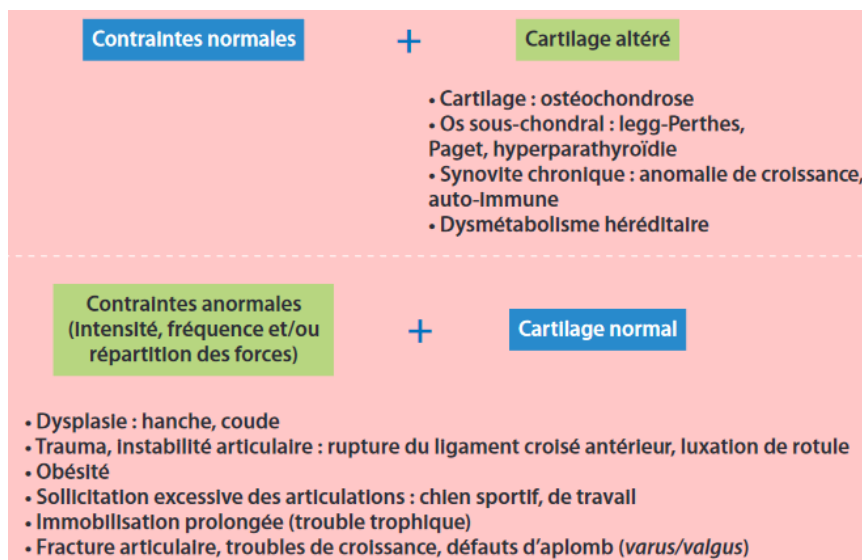 Contraintes normales + Cartilage altéré
• Cartilage : ostéochondrose
• Os sous-chondral : legg-Perthes,
Paget, hyperparathyroïdie
• Synovite chronique : anomalie de croissance,
auto-immune
• Dysmétabolisme héréditaire
Contraintes anormales
(intensité, fréquence et/ou
répartition des forces)
+ Cartilage normal
• Dysplasie : hanche, coude
• Trauma, instabilité articulaire : rupture du ligament croisé antérieur, luxation de rotule
• Obésité
• Sollicitation excessive des articulations : chien sportif, de travail
• Immobilisation prolongée (trouble trophique)
• Fracture articulaire, troubles de croissance, défauts d'aplomb (varus/valgus)